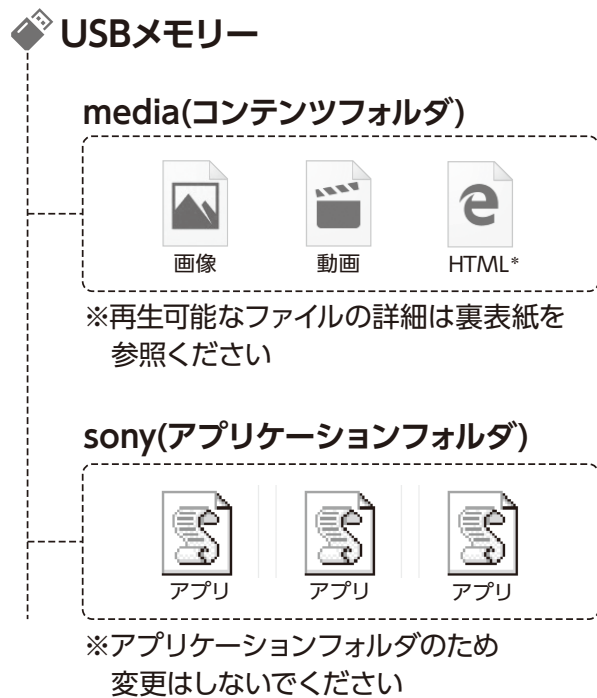 USBメモリー
media(コンテンツフォルダ)
画像 動画 HTML*
※再生可能なファイルの詳細は裏表紙を
参照ください
sony(アプリケーションフォルダ)
アプリ アプリ アプリ
※アプリケーションフォルダのため
変更はしないでください